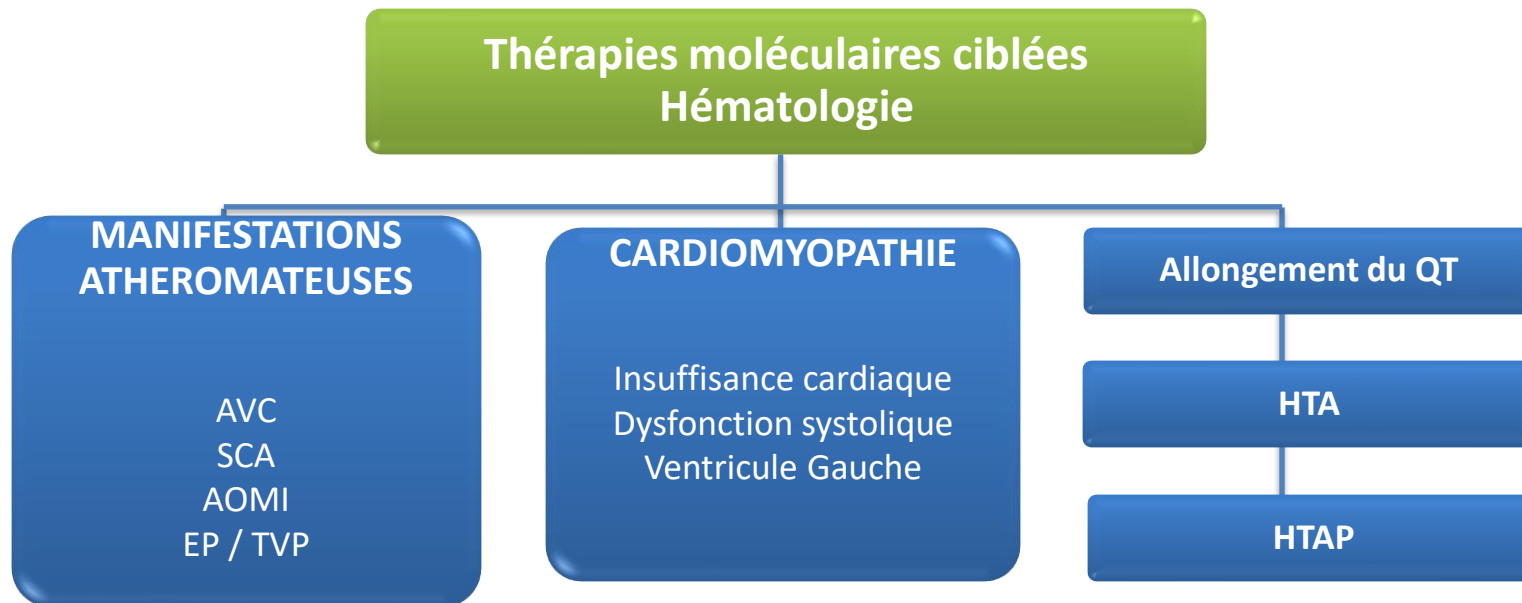 Thérapies moléculaires ciblées
Hématologie
MANIFESTATIONS
ATHEROMATEUSES
AVC
SCA
AOMI
EP / TVP
CARDIOMYOPATHIE
Insuffisance cardiaque
Dysfonction systolique
Ventricule Gauche
Allongement du QT
HTA
HTAP